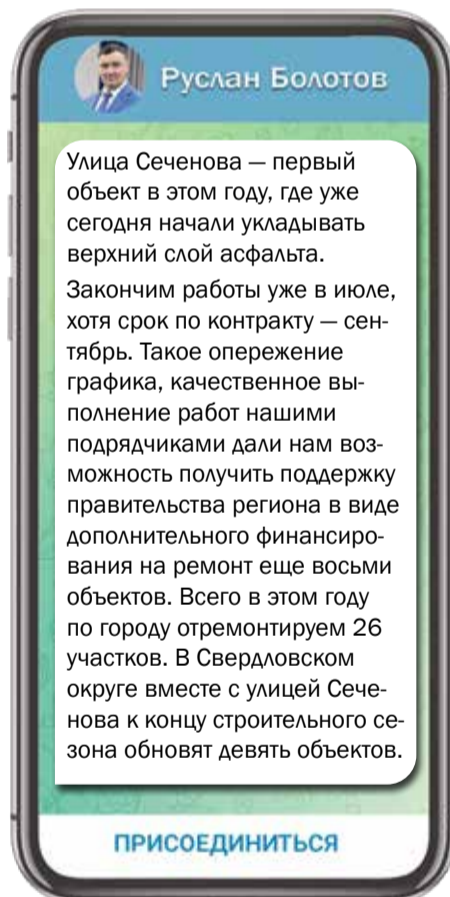 Руслан Болотов
Улица Сеченова — первый
объект в этом году, где уже
сегодня начали укладывать
верхний слой асфальта.
Закончим работы уже в июле,
хотя срок по контракту — сен-
тябрь. Такое опережение
графика, качественное вы-
полнение работ нашими
подрядчиками дали нам воз-
можность получить поддержку
правительства региона в виде
дополнительного финансиро-
вания на ремонт еще восьми
объектов. Всего в этом году
по городу отремонтируем 26
участков. В Свердловском
округе вместе с улицей Сече-
нова к концу строительного се-
зона обновят девять объектов.
ПРИСОЕДИНИТЬСЯ